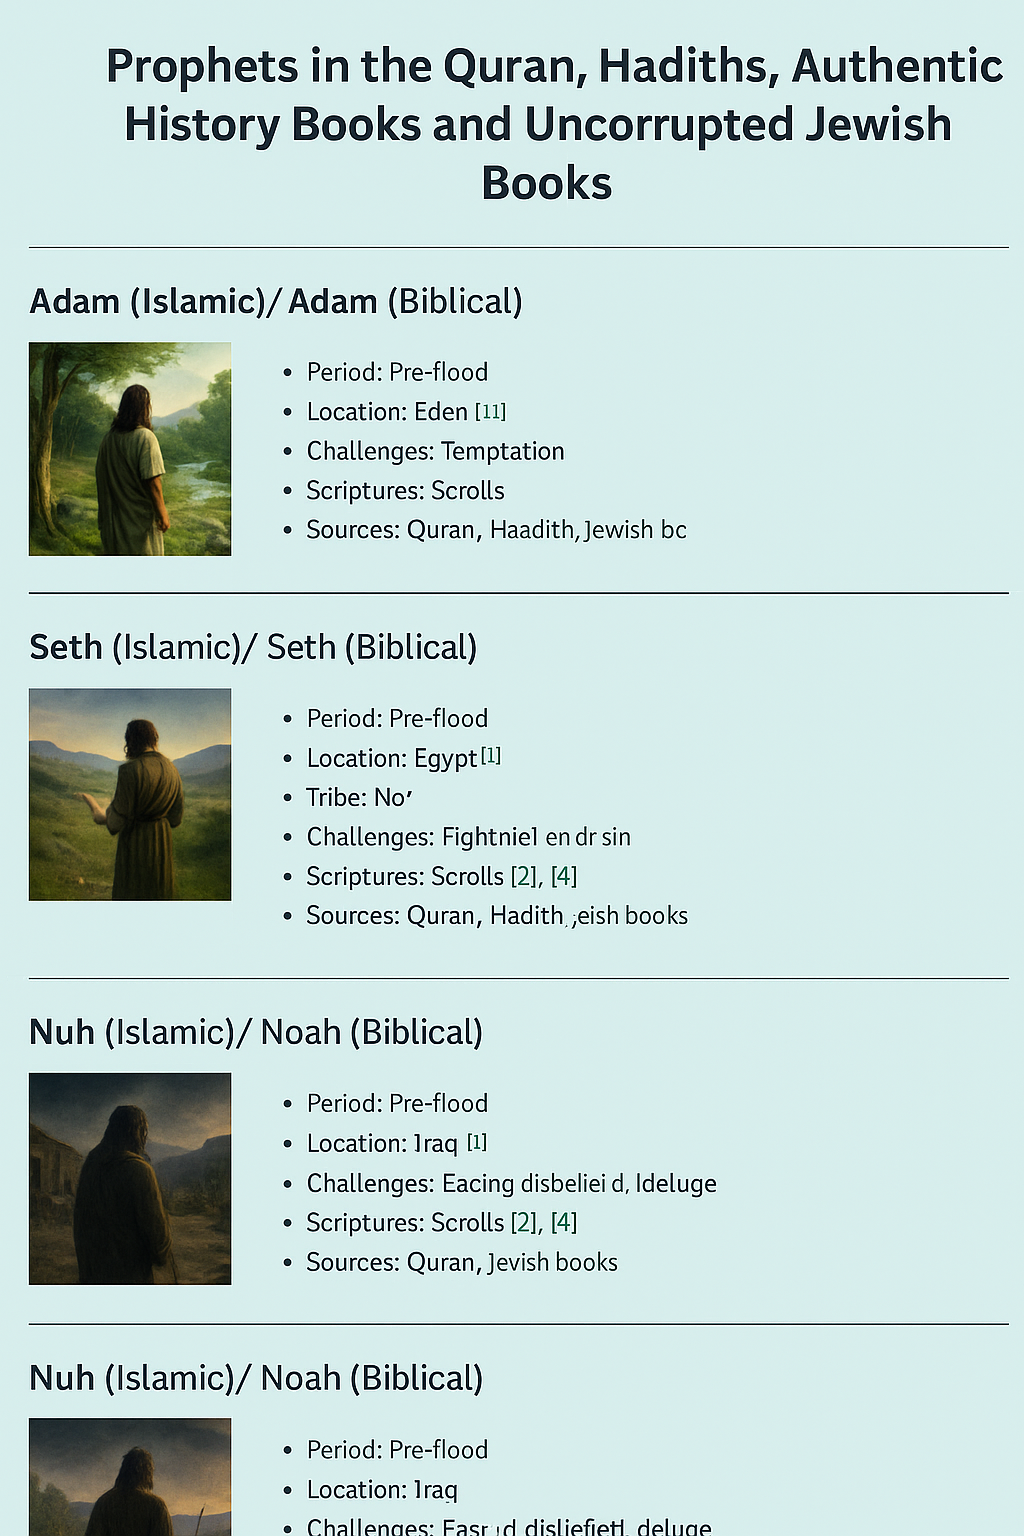 Prophets in the Quran, Hadiths, Authentic
History Books and Uncorrupted Jewish
Books
Adam (Islamic)/ Adam (Biblical)
• Period: Pre-flood
• Location: Eden [11]
• Challenges: Temptation
• Scriptures: Scrolls
• Sources: Quran, Haadith, Jewish bc
Seth (Islamic)/ Seth (Biblical)
• Period: Pre-flood
• Location: Egypt [1]
• Tribe: No’
• Challenges: Fightniel en dr sin
• Scriptures: Scrolls [2], [4]
• Sources: Quran, Hadith books
Nuh (Islamic)/ Noah (Biblical)
• Period: Pre-flood
• Location: Iraq [1]
• Challenges: Eacing disbeliei d, ldeluge
• Scriptures: Scrolls [2], [4]
• Sources: Quran, Jevish books
Nuh (Islamic)/ Noah (Biblical)
• Period: Pre-flood
• Location: Iraq
• Challenges: deluge